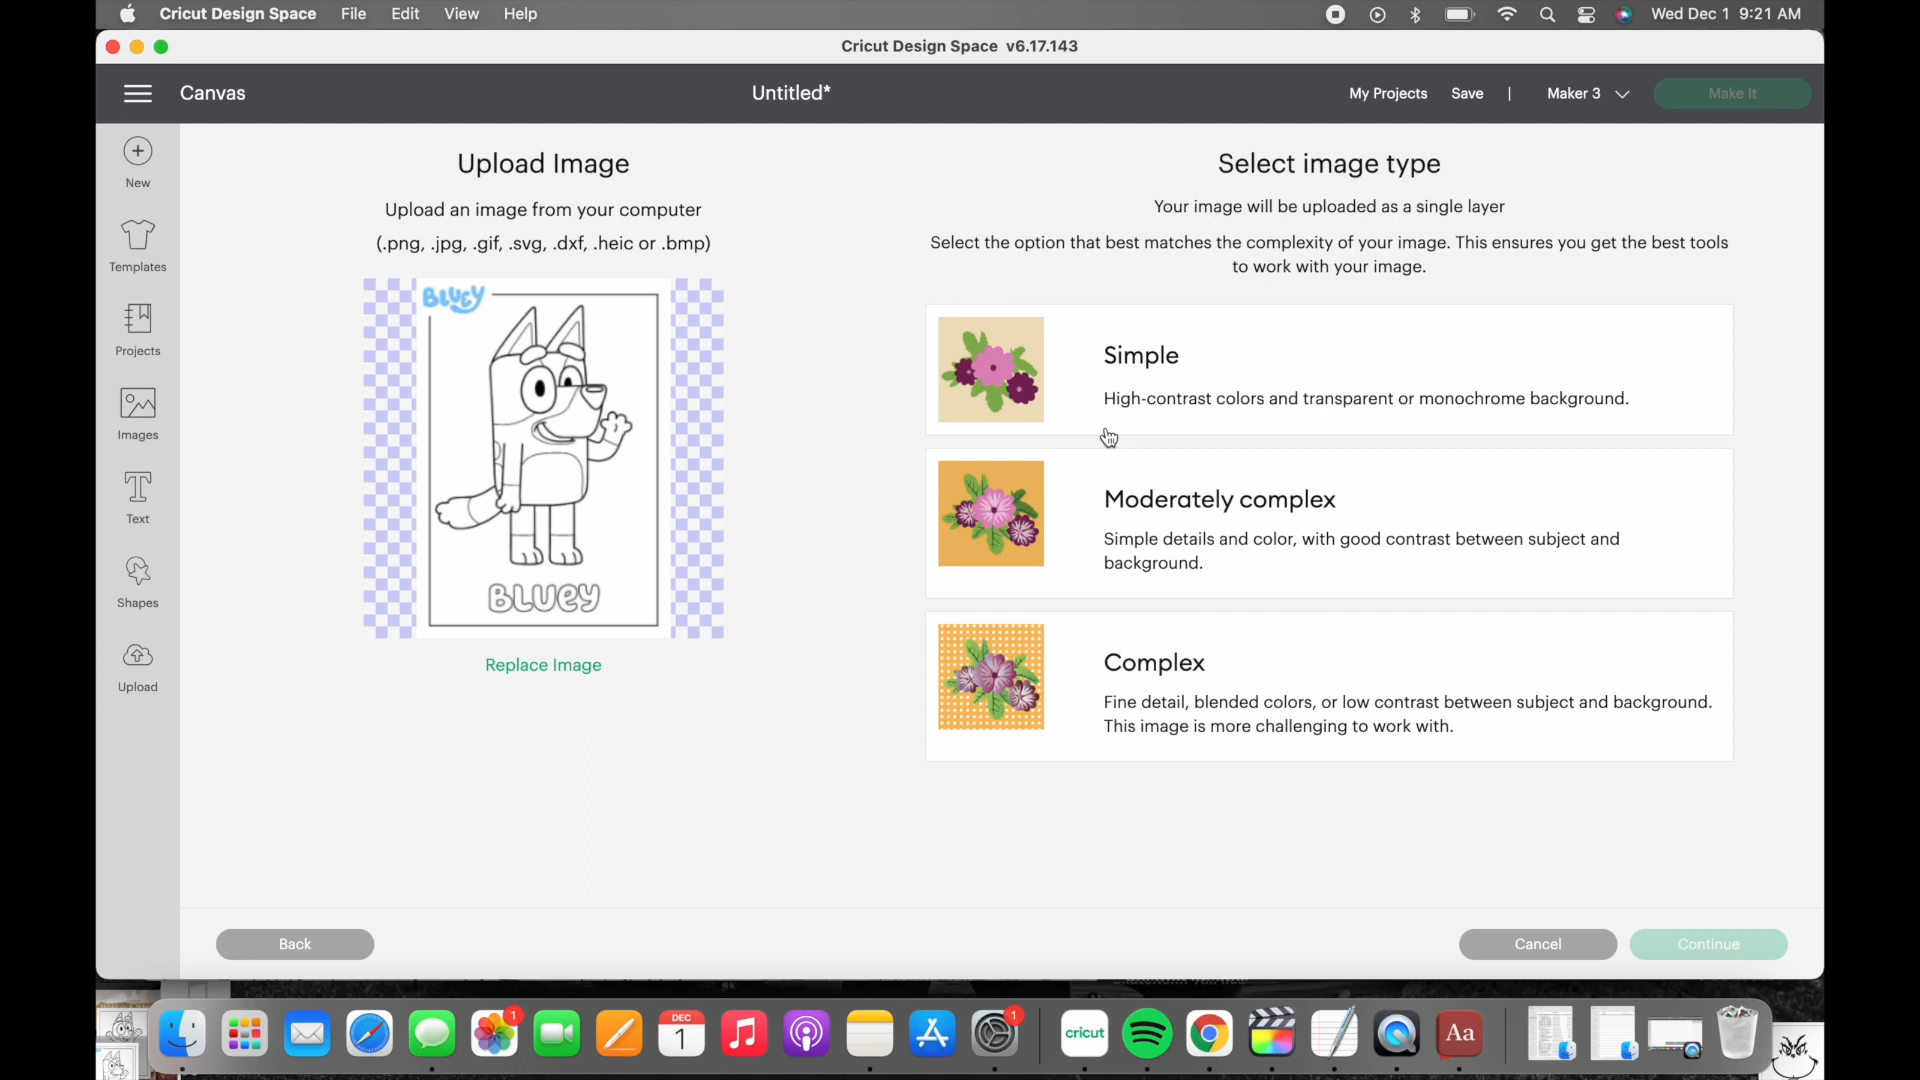 Cricut Design Space File Edit View Help
Wed Dec 1 9:21 AM
Cricut Design Space v6.17.143
Canvas
Untitled*
My Projects Save | Maker 3
Make It
New
Templates
Projects
Images
Text
Shapes
Upload
Upload Image
Upload an image from your computer
(.png, .jpg, .gif, .svg, .dxf, .heic or .bmp)
BLUEY
BLUEY
Replace Image
Select image type
Your image will be uploaded as a single layer
Select the option that best matches the complexity of your image. This ensures you get the best tools
to work with your image.
Simple
High-contrast colors and transparent or monochrome background.
Moderately complex
Simple details and color, with good contrast between subject and
background.
Complex
Fine detail, blended colors, or low contrast between subject and background.
This image is more challenging to work with.
Back
Cancel
Continue
1
DEC
1
1
cricut
Aa